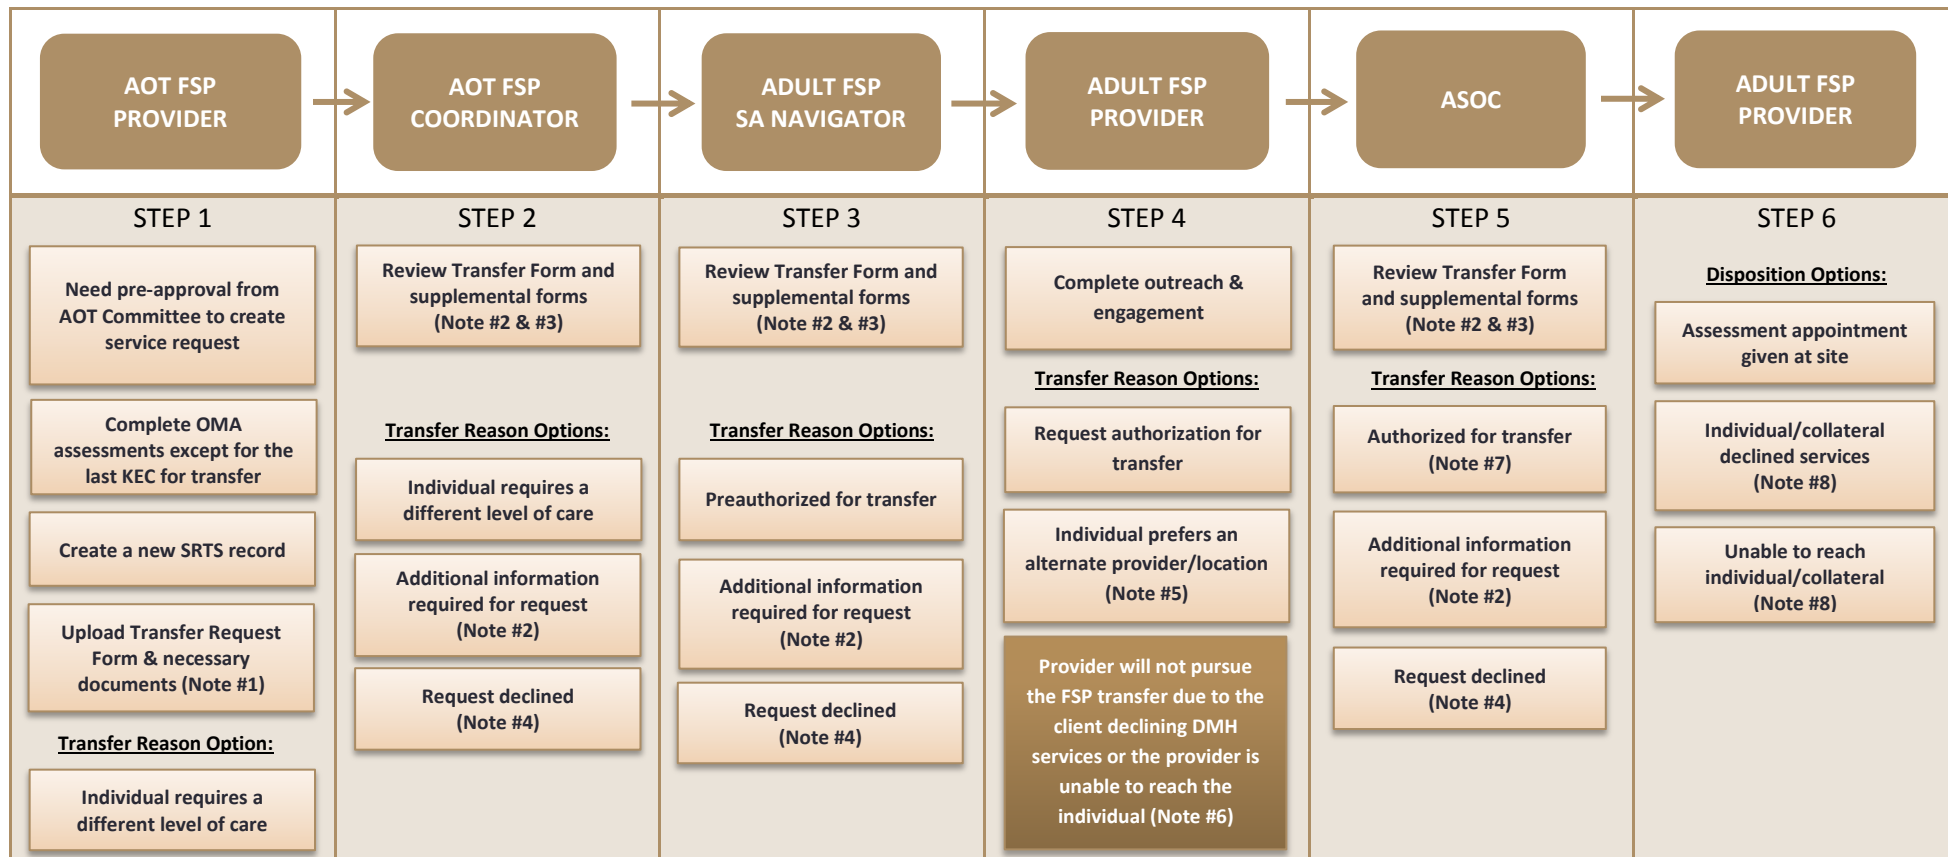 AOT FSP
PROVIDER
AOT FSP
COORDINATOR
ADULT FSP
SA NAVIGATOR
ADULT FSP
PROVIDER
ASOC
ADULT FSP
PROVIDER
STEP 1
Need pre-approval from
AOT Committee to create
service request
Complete OMA
assessments except for the
last KEC for transfer
Create a new SRTS record
Upload Transfer Request
Form & necessary
documents (Note #1)
Transfer Reason Option:
Individual requires a
different level of care
STEP 2
Review Transfer Form and
supplemental forms
(Note #2 & #3)
Transfer Reason Options:
Individual requires a
different level of care
Additional information
required for request
(Note #2)
Request declined
(Note #4)
STEP 3
Review Transfer Form and
supplemental forms
(Note #2 & #3)
Transfer Reason Options:
Preauthorized for transfer
Additional information
required for request
(Note #2)
Request declined
(Note #4)
STEP 4
Complete outreach &
engagement
Transfer Reason Options:
Request authorization for
transfer
Individual prefers an
alternate provider/location
(Note #5)
Provider will not pursue
the FSP transfer due to the
client declining DMH
services or the provider is
unable to reach the
individual (Note #6)
STEP 5
Review Transfer Form
and supplemental forms
(Note #2 & #3)
Transfer Reason Options:
Authorized for transfer
(Note #7)
Additional information
required for request
(Note #2)
Request declined
(Note #4)
STEP 6
Disposition Options:
Assessment appointment
given at site
Individual/collateral
declined services
(Note #8)
Unable to reach
individual/collateral
(Note #8)